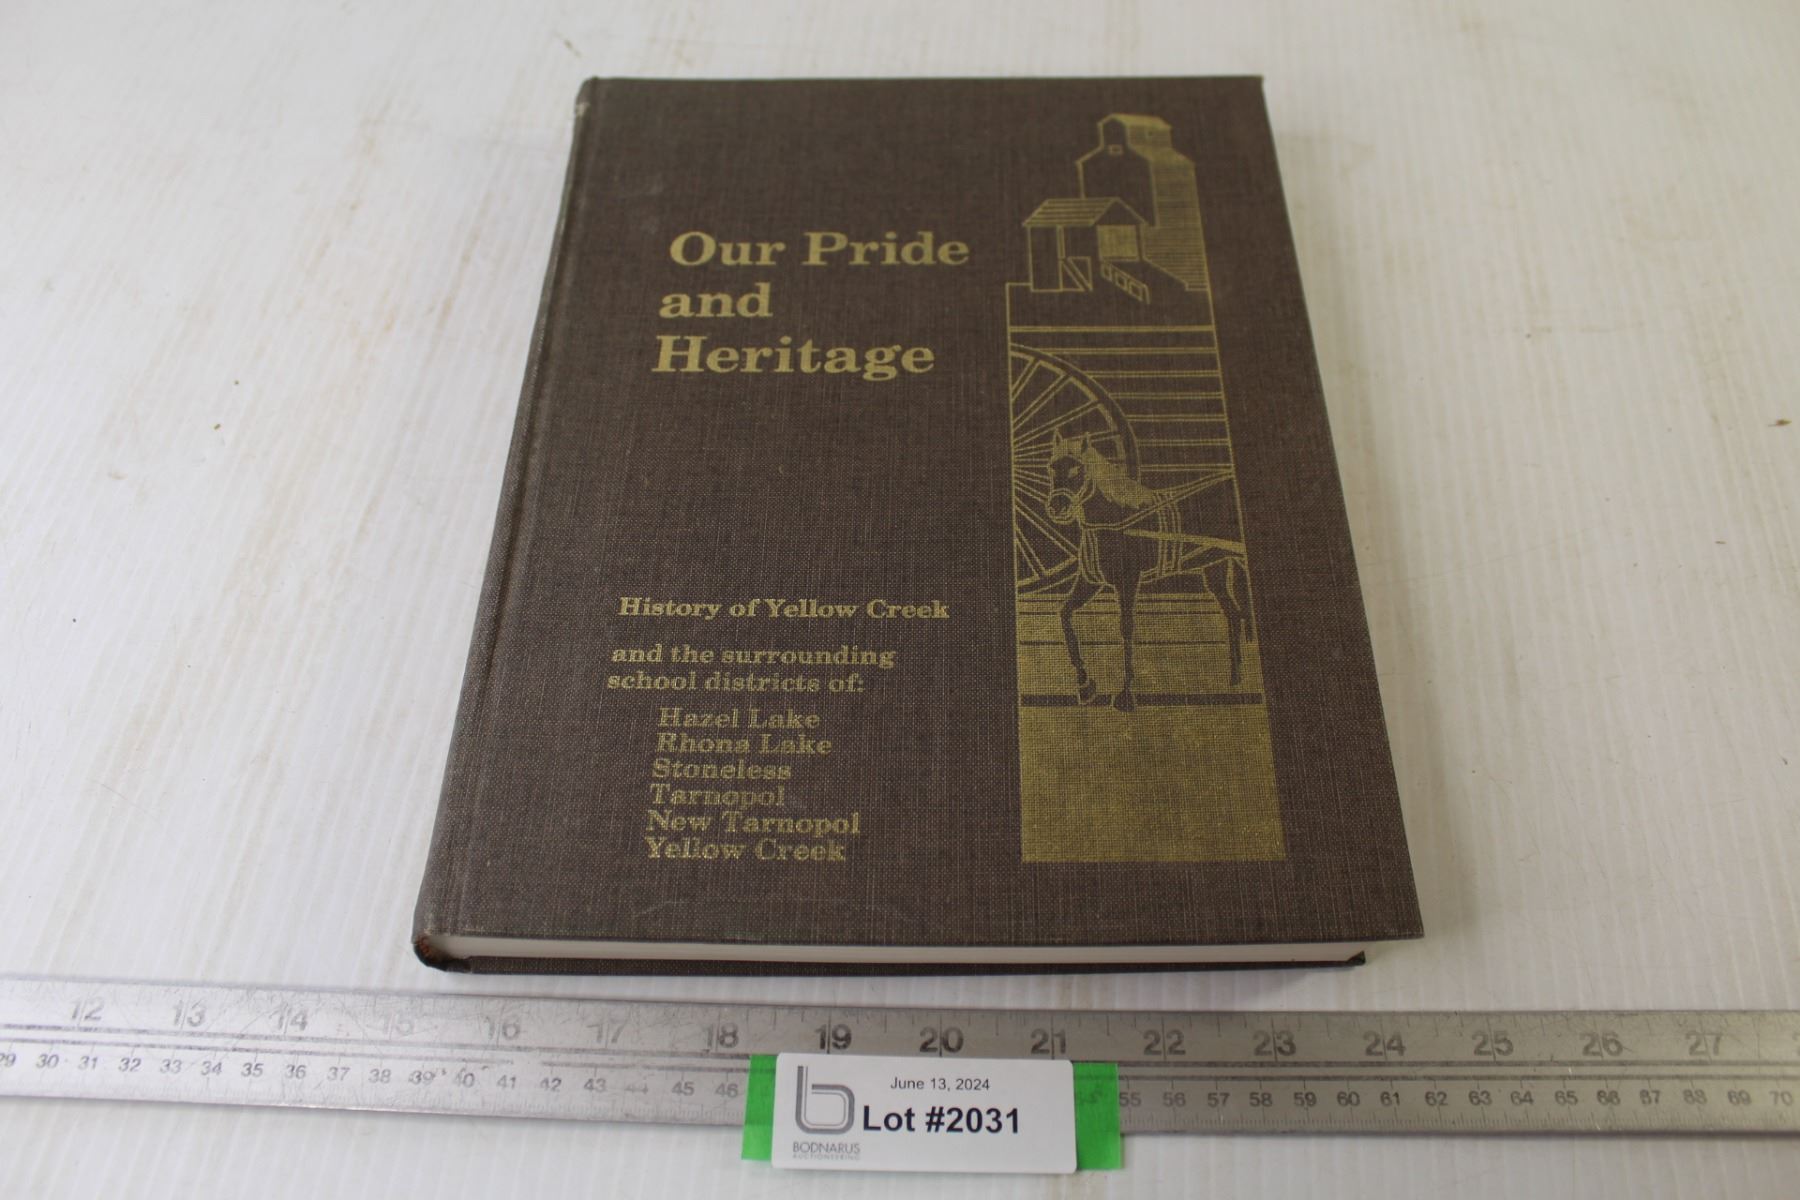 Our Pride
and
Heritage
History of Yellow Creek
and the surrounding
school districts of:
Hazel Lake
Rhona Lake
Stoneless
Tarnopol
New Tarnopol
Yellow Creek
12 13 14 15 16 17 18 19 20 21 22 23 24 25 26 27
29 30 31 32 33 34 35 36 37 38 39 40 41 42 43 44 45 46 54 55 56 57 58 59 60 61 62 63 64 65 66 67 68 69 70
June 13, 2024
Lot #2031
BODNARUS
AUCTIONEERING